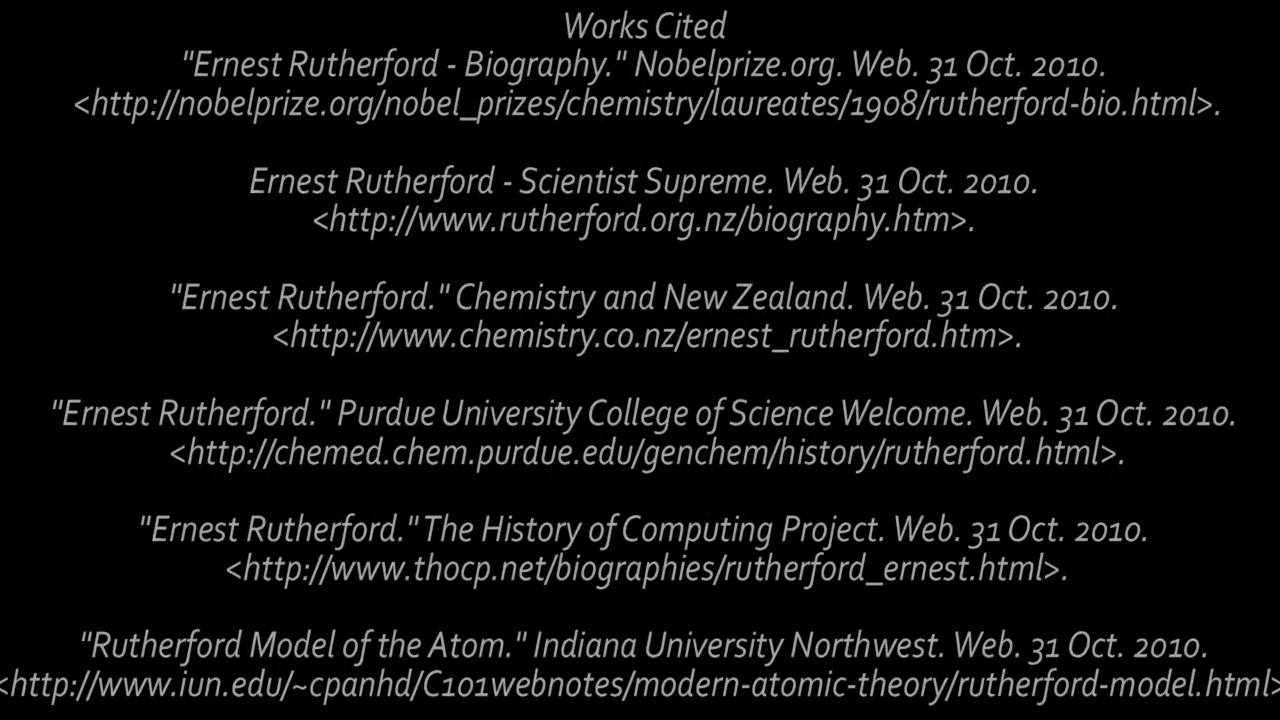 Works Cited
"Ernest Rutherford - Biography." Nobelprize.org. Web. 31 Oct. 2010.
<http://nobelprize.org/nobel_prizes/chemistry/laureates/1908/rutherford-bio.html>.
Ernest Rutherford - Scientist Supreme. Web. 31 Oct. 2010.
<http://www.rutherford.org.nz/biography.htm>.
"Ernest Rutherford." Chemistry and New Zealand. Web. 31 Oct. 2010.
<http://www.chemistry.co.nz/ernest_rutherford.htm>.
"Ernest Rutherford." Purdue University College of Science Welcome. Web. 31 Oct. 2010.
<http://chemed.chem.purdue.edu/genchem/history/rutherford.html>.
"Ernest Rutherford." The History of Computing Project. Web. 31 Oct. 2010.
<http://www.thocp.net/biographies/rutherford_ernest.html>.
"Rutherford Model of the Atom." Indiana University Northwest. Web. 31 Oct. 2010.
<http://www.iun.edu/~cpanhd/C101webnotes/modern-atomic-theory/rutherford-model.html>